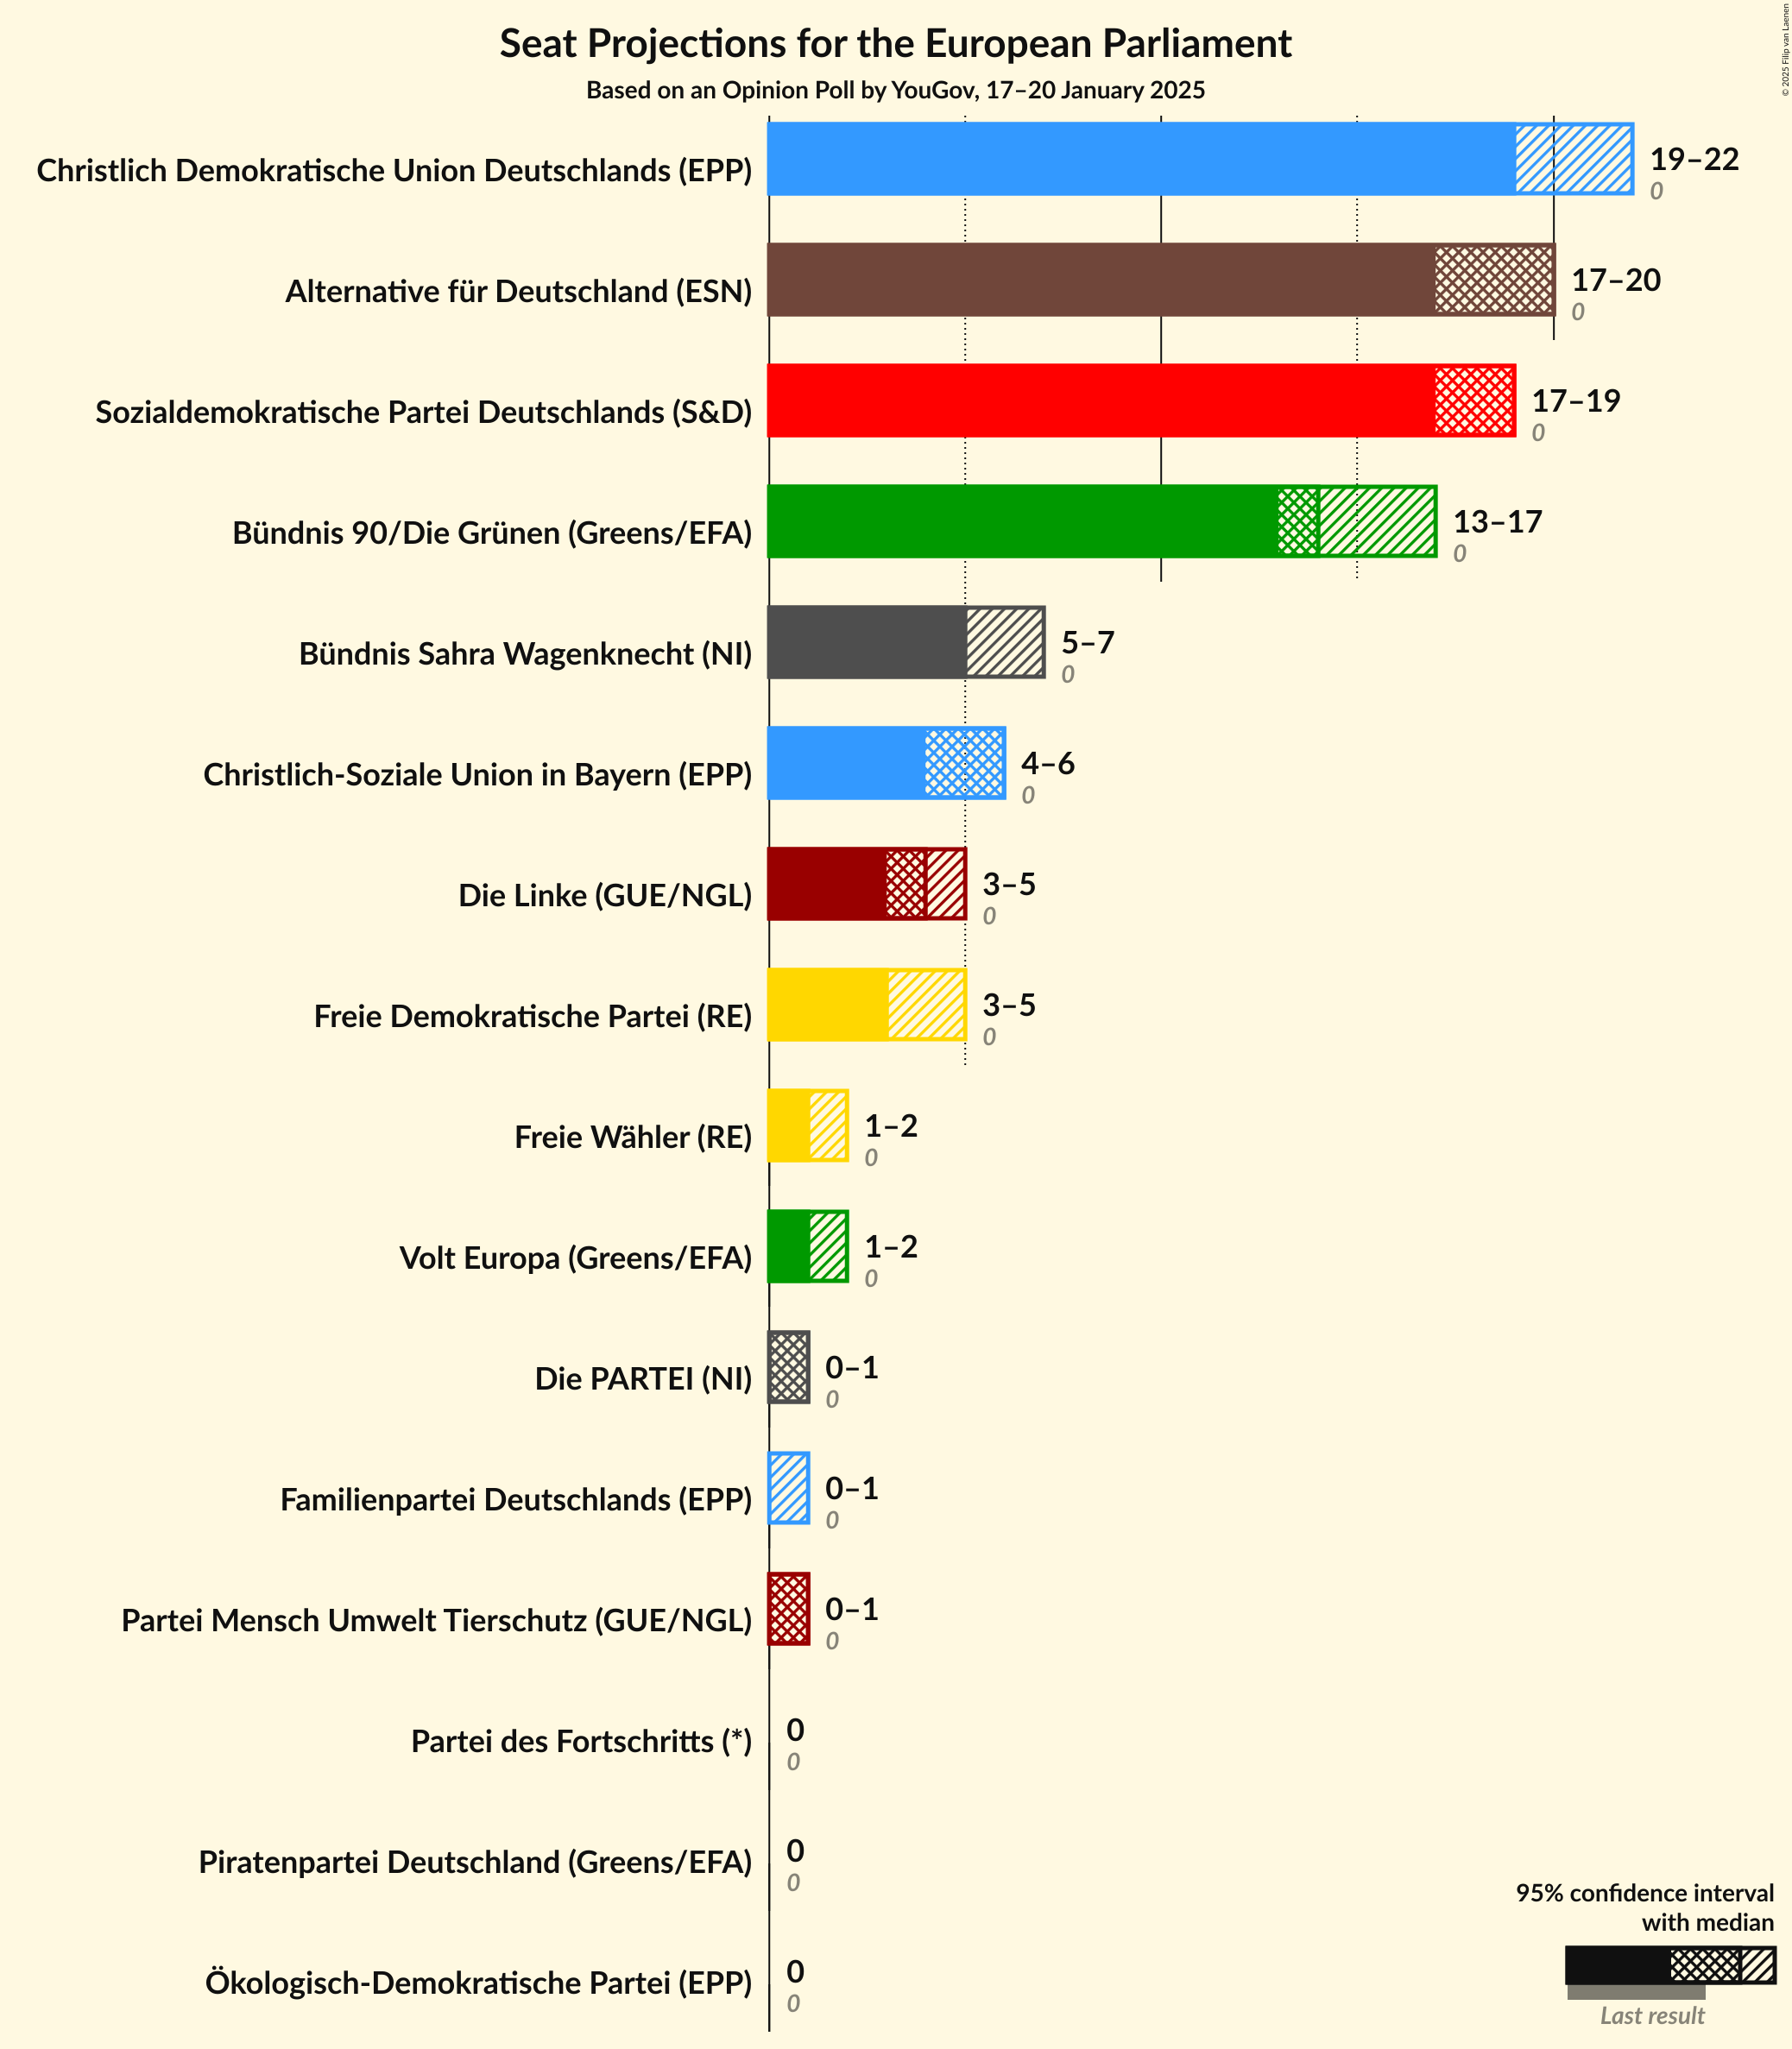 Seat Projections for the European Parliament
Based on an Opinion Poll by YouGov, 17–20 January 2025
© 2025 Filip van Laenen
Christlich Demokratische Union Deutschlands (EPP)
19–22
0
Alternative für Deutschland (ESN)
17–20
0
Sozialdemokratische Partei Deutschlands (S&D)
17–19
0
Bündnis 90/Die Grünen (Greens/EFA)
13–17
0
Bündnis Sahra Wagenknecht (NI)
5–7
0
Christlich-Soziale Union in Bayern (EPP)
4–6
0
Die Linke (GUE/NGL)
3–5
0
Freie Demokratische Partei (RE)
3–5
0
Freie Wähler (RE)
1–2
0
Volt Europa (Greens/EFA)
1–2
0
Die PARTEI (NI)
0–1
0
Familienpartei Deutschlands (EPP)
0–1
0
Partei Mensch Umwelt Tierschutz (GUE/NGL)
0–1
0
Partei des Fortschritts (*)
0
0
Piratenpartei Deutschland (Greens/EFA)
0
0
Ökologisch-Demokratische Partei (EPP)
0
0
95% confidence interval
with median
Last result